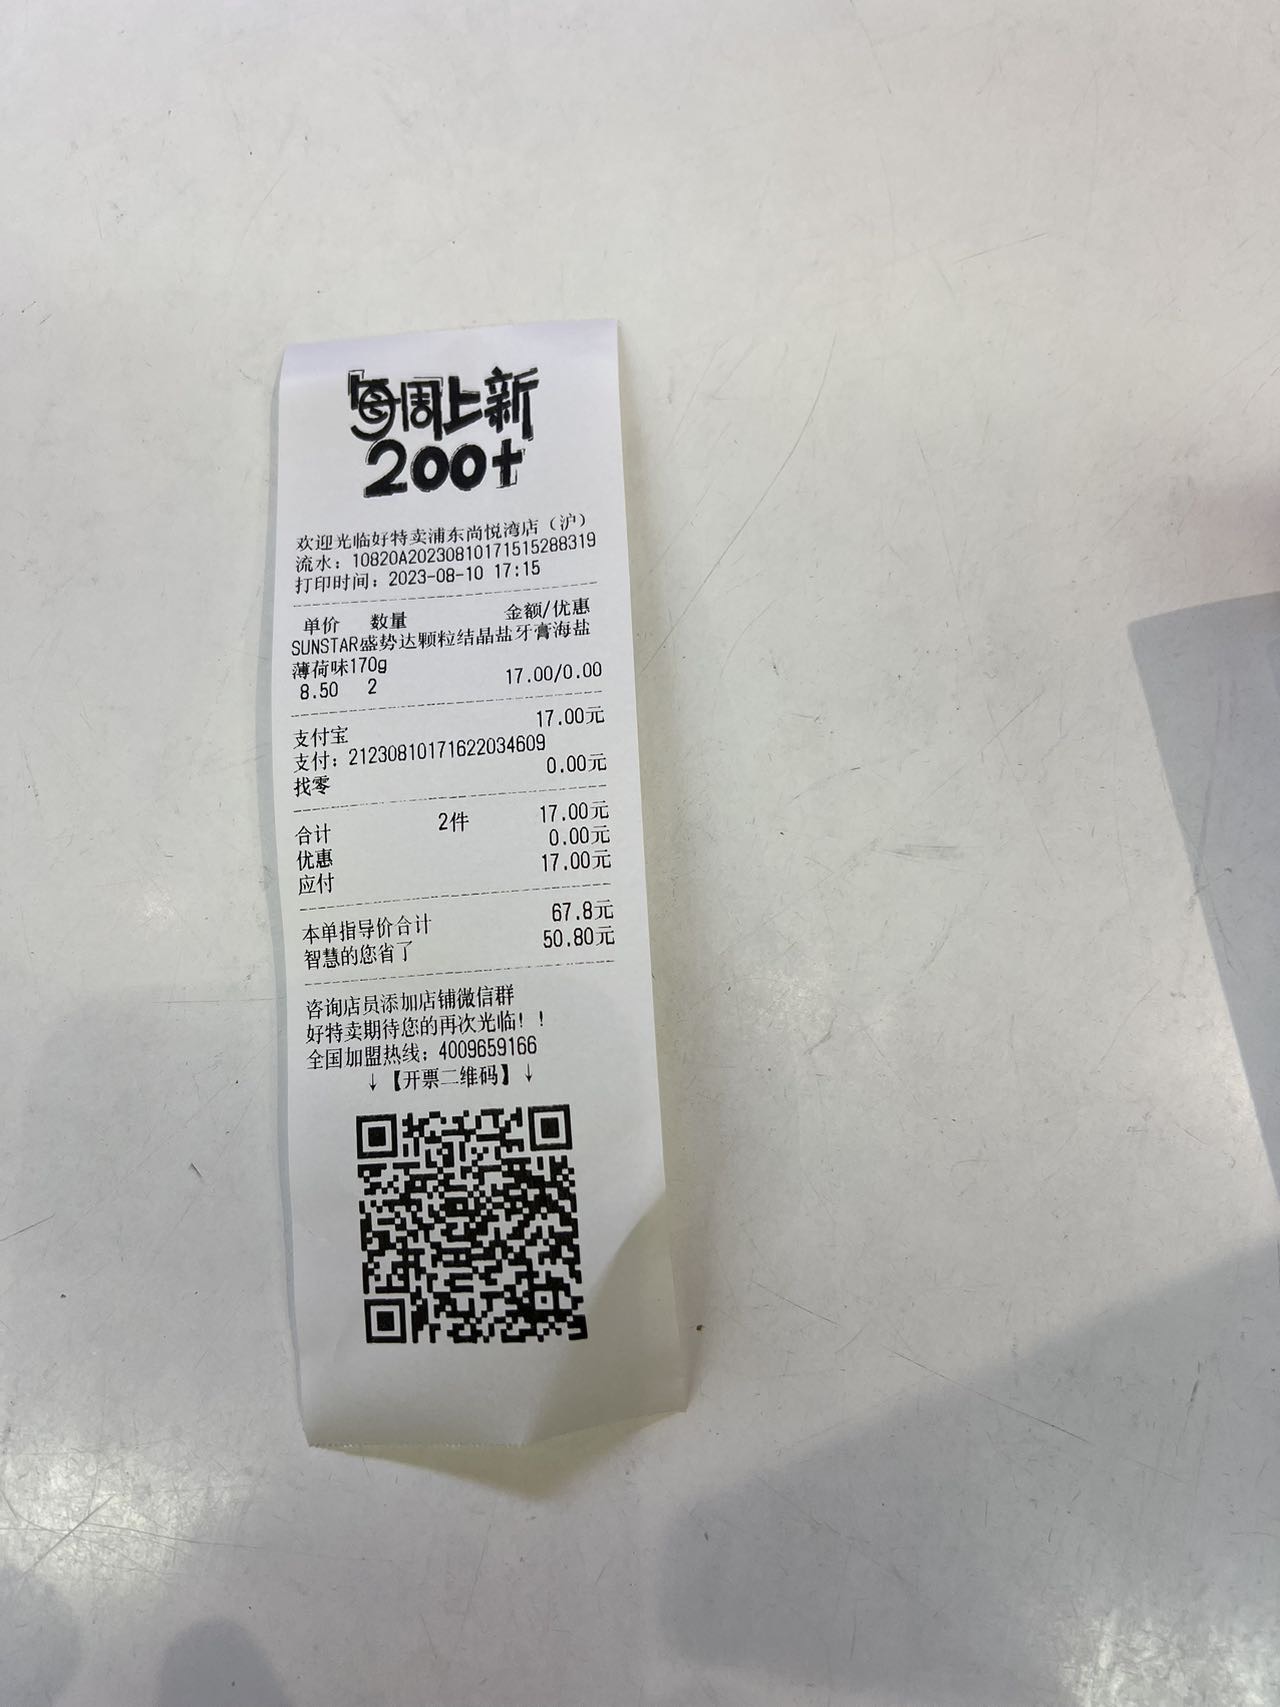 每周上新
200+
欢迎光临好特卖浦东尚悦湾店（沪）
流水：10820A20230810171515288319
打印时间：2023-08-10 17:15
单价 数量 金额/优惠
SUNSTAR盛势达颗粒结晶盐牙膏海盐
薄荷味170g
8.50 2 17.00/0.00
支付宝 17.00元
支付：21230810171622034609
找零 0.00元
合计 2件 17.00元
优惠 0.00元
应付 17.00元
本单指导价合计 67.8元
智慧的您省了 50.80元
咨询店员添加店铺微信群
好特卖期待您的再次光临！！
全国加盟热线：4009659166
↓【开票二维码】↓